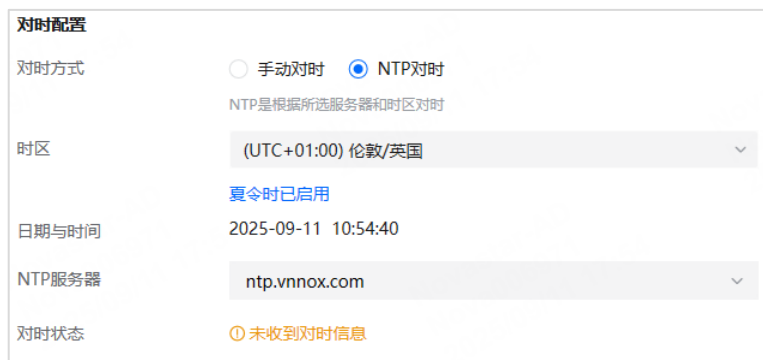 对时配置
对时方式 手动对时 NTP对时
NTP是根据所选服务器和时区对时
时区 (UTC+01:00) 伦敦/英国
夏令时已启用
日期与时间 2025-09-11 10:54:40
NTP服务器 ntp.vnnox.com
对时状态 未收到对时信息